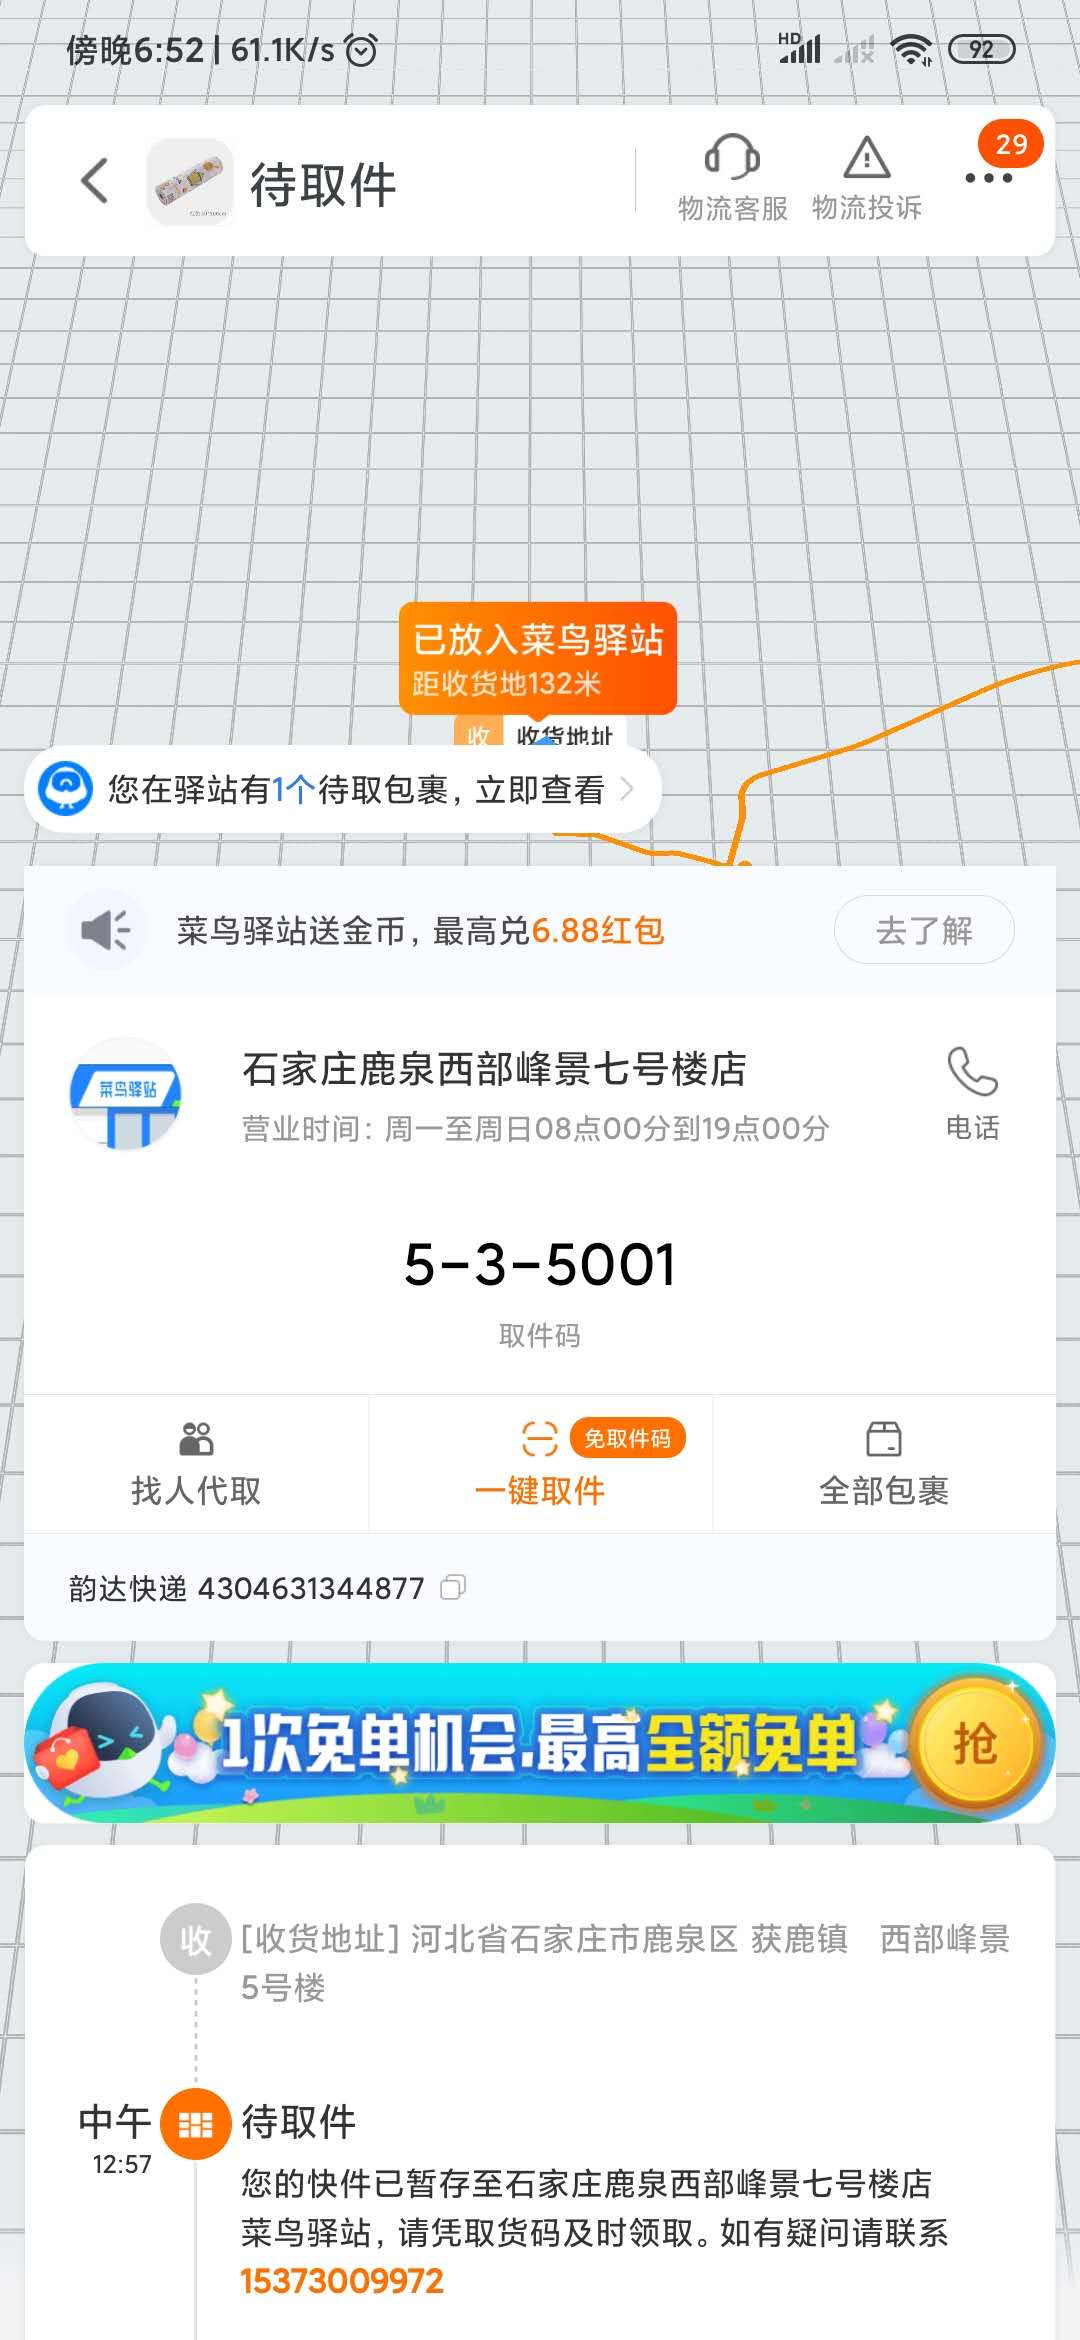 傍晚6:52 | 61.1K/s
HD
92
待取件
物流客服
物流投诉
29
已放入菜鸟驿站
距收货地132米
收 收货地址
您在驿站有1个待取包裹，立即查看
菜鸟驿站送金币，最高兑6.88红包
去了解
菜鸟驿站
石家庄鹿泉西部峰景七号楼店
营业时间：周一至周日08点00分到19点00分
电话
5-3-5001
取件码
免取件码
找人代取
一键取件
全部包裹
韵达快递 4304631344877
1次免单机会,最高全额免单
抢
收
[收货地址] 河北省石家庄市鹿泉区 获鹿镇 西部峰景
5号楼
中午
12:57
待取件
您的快件已暂存至石家庄鹿泉西部峰景七号楼店
菜鸟驿站，请凭取货码及时领取。如有疑问请联系
15373009972